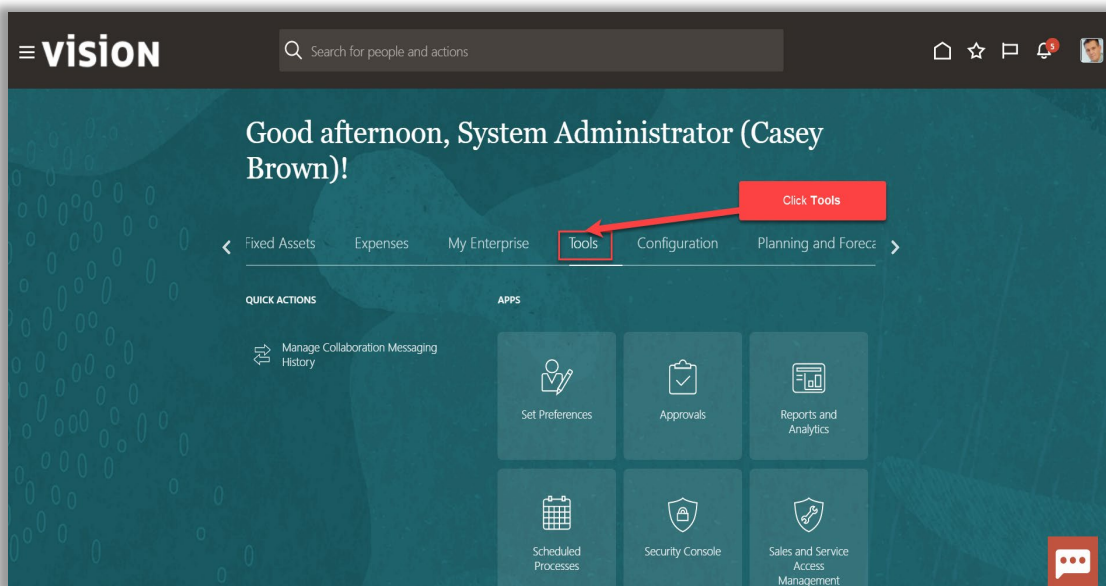 vision
Search for people and actions
5
Good afternoon, System Administrator (Casey
Brown)!
Click Tools
Fixed Assets Expenses My Enterprise Tools Configuration Planning and Foreca
QUICK ACTIONS
APPS
Manage Collaboration Messaging
History
Set Preferences
Approvals
Reports and
Analytics
Scheduled
Processes
Security Console
Sales and Service
Access
Management